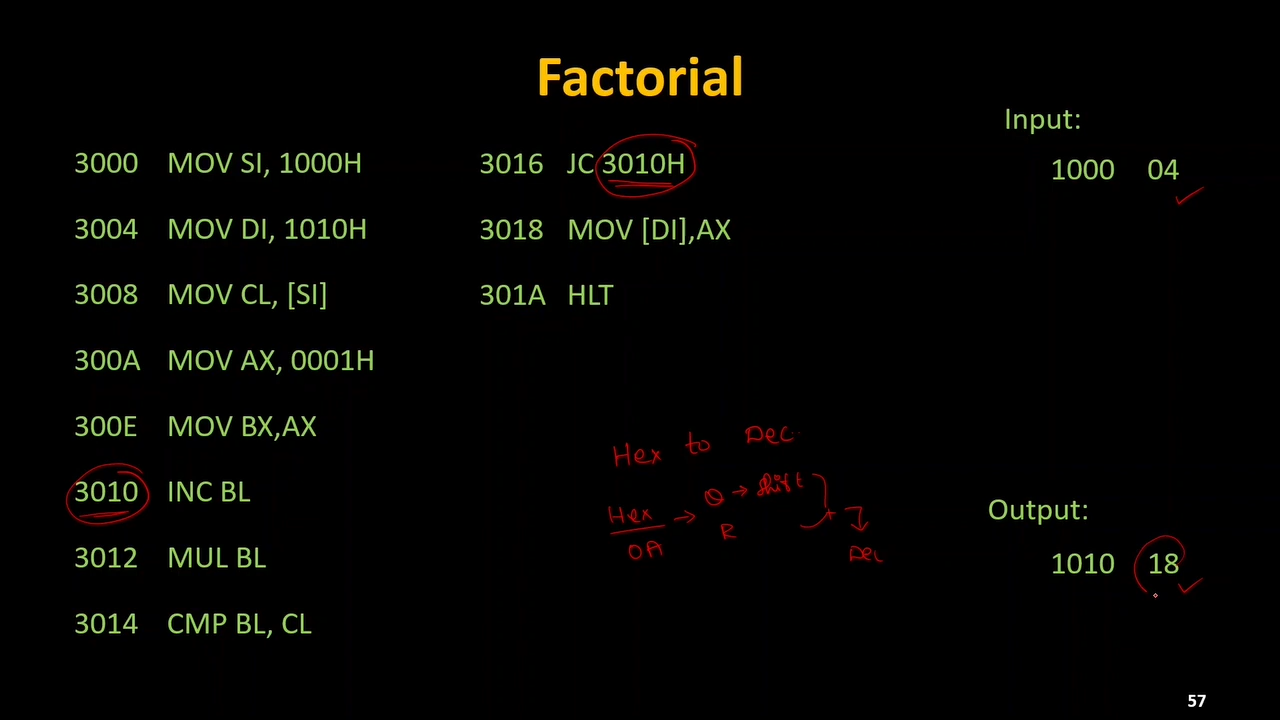 Factorial
3000 MOV SI, 1000H
3004 MOV DI, 1010H
3008 MOV CL, [SI]
300A MOV AX, 0001H
300E MOV BX,AX
3010 INC BL
3012 MUL BL
3014 CMP BL, CL
3016 JC 3010H
3018 MOV [DI],AX
301A HLT
Input:
1000 04
Hex to Dec..
Hex → Q → shift
0A R + Dec
Output:
1010 18
57